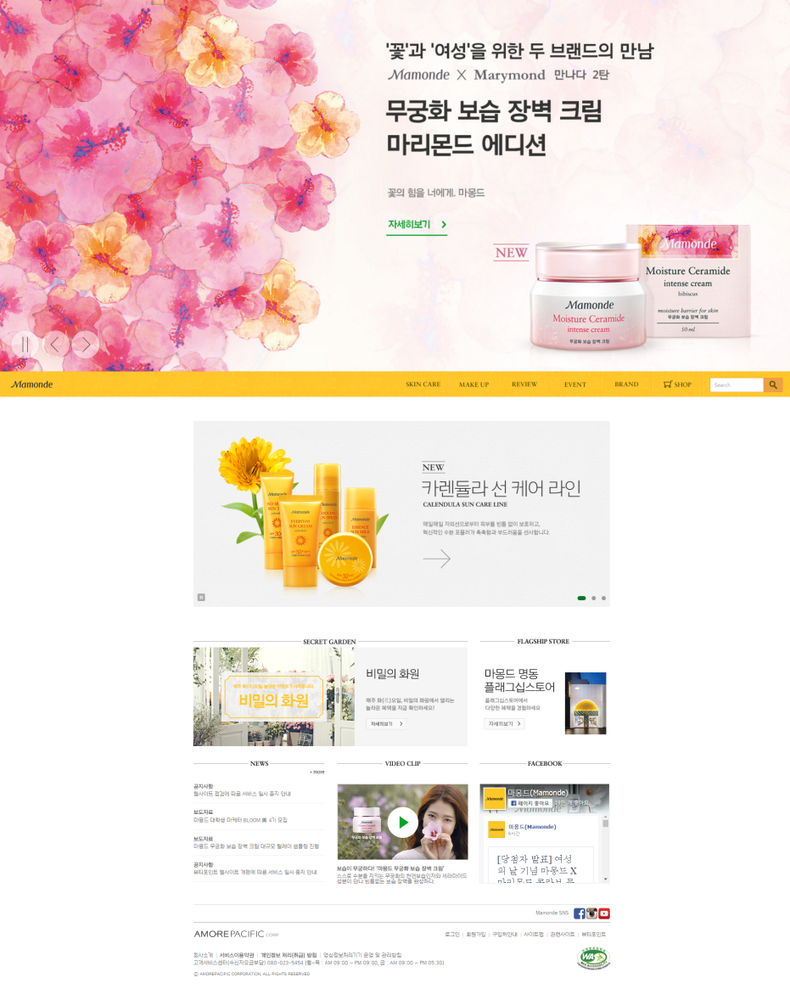 '꽃'과 '여성'을 위한 두 브랜드의 만남
Mamonde X Marymond 만나다 2탄
무궁화 보습 장벽 크림
마리몬드 에디션
꽃의 힘을 너에게. 마몽드
자세히보기
NEW
Mamonde
Moisture Ceramide
intense cream
hibiscus
moisture barrier for skin
무궁화 보습 장벽 크림
50 ml
Mamonde
Moisture Ceramide
intense cream
무궁화 보습 장벽 크림
Mamonde
SKIN CARE
MAKE UP
REVIEW
EVENT
BRAND
SHOP
Search
NEW
카렌듈라 선 케어 라인
CALENDULA SUN CARE LINE
매일매일 자외선으로부터 피부를 빈틈 없이 보호하고,
혁신적인 수분 포뮬러가 촉촉함과 부드러움을 선사합니다.
Mamonde
EVERYDAY
SUN CREAM
SPF 50+
Mamonde
ESSENCE
SUN MILK
Mamonde
SECRET GARDEN
비밀의 화원
비밀의 화원
매주 화(花)요일, 비밀의 화원에서 열리는
놀라운 혜택을 지금 확인하세요!
자세히보기
FLAGSHIP STORE
마몽드 명동
플래그십스토어
플래그십스토어에서
다양한 혜택을 경험하세요
자세히보기
NEWS
+ more
공지사항
웹사이트 점검에 따른 서비스 일시 중지 안내
보도자료
마몽드 대학생 마케터 BLOOM 美 4기 모집
보도자료
마몽드 무궁화 보습 장벽 크림 대규모 릴레이 샘플링 진행
공지사항
뷰티포인트 웹사이트 개편에 따른 서비스 일시 중지 안내
VIDEO CLIP
무궁화 보습 장벽 크림
보습이 무궁하다! '마몽드 무궁화 보습 장벽 크림'
스스로 수분을 지키는 무궁화의 천연보습인자와 세라마이드
성분이 만나 빈틈없는 보습 장벽을 완성하다
FACEBOOK
Mamonde
마몽드(Mamonde)
페이지 좋아요
마몽드(Mamonde)
6시간
[당첨자 발표] 여성
의 날 기념 마몽드 X
마리몬드 콜라보 를
Mamonde SNS
AMOREPACIFIC CORP
로그인 | 회원가입 | 구입처안내 | 사이트맵 | 관련사이트 | 뷰티포인트
회사소개 | 서비스이용약관 | 개인정보 처리(취급) 방침 | 영상정보처리기기 운영 및 관리방침
고객서비스센터(수신자요금부담) 080-023-5454 (월~목 : AM 09:00 ~ PM 09:00, 금 : AM 09:00 ~ PM 05:30)
ⓒ AMOREPACIFIC CORPORATION, ALL RIGHTS RESERVED
WA